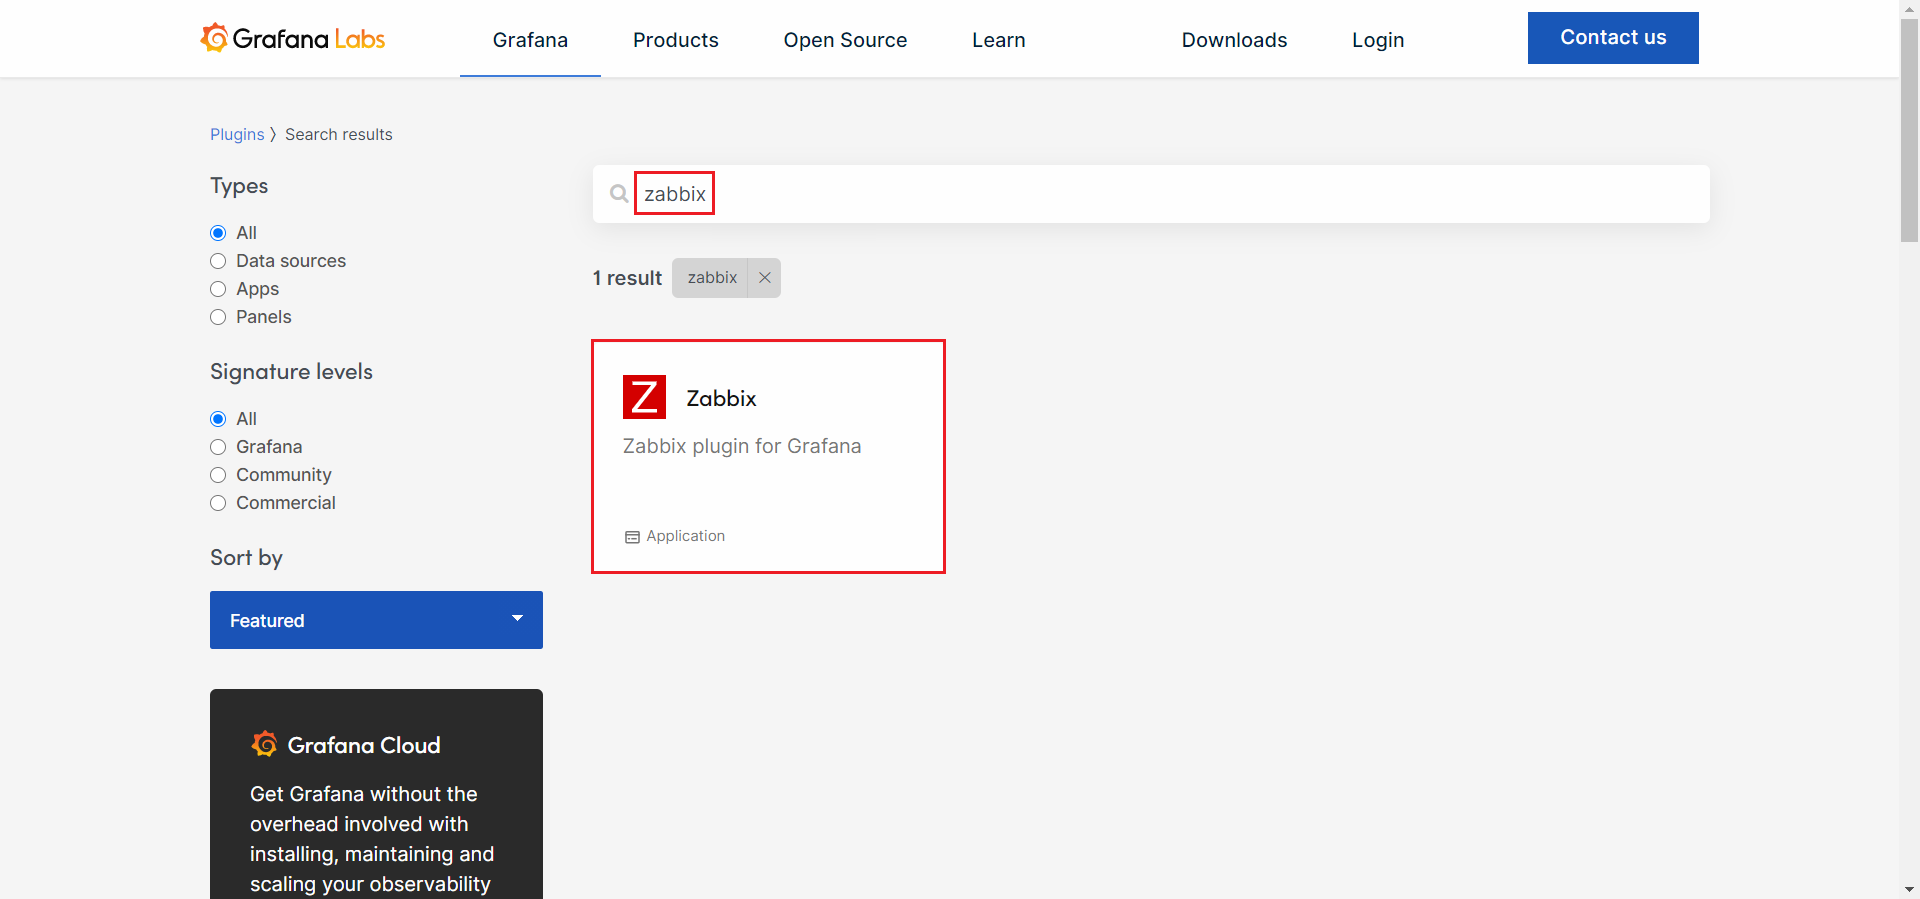 Grafana Labs
Grafana
Products
Open Source
Learn
Downloads
Login
Contact us
Plugins 〉 Search results
Types
All
Data sources
Apps
Panels
Signature levels
All
Grafana
Community
Commercial
Sort by
Featured
Grafana Cloud
Get Grafana without the
overhead involved with
installing, maintaining and
scaling your observability
zabbix
1 result
zabbix
Z
Zabbix
Zabbix plugin for Grafana
Application